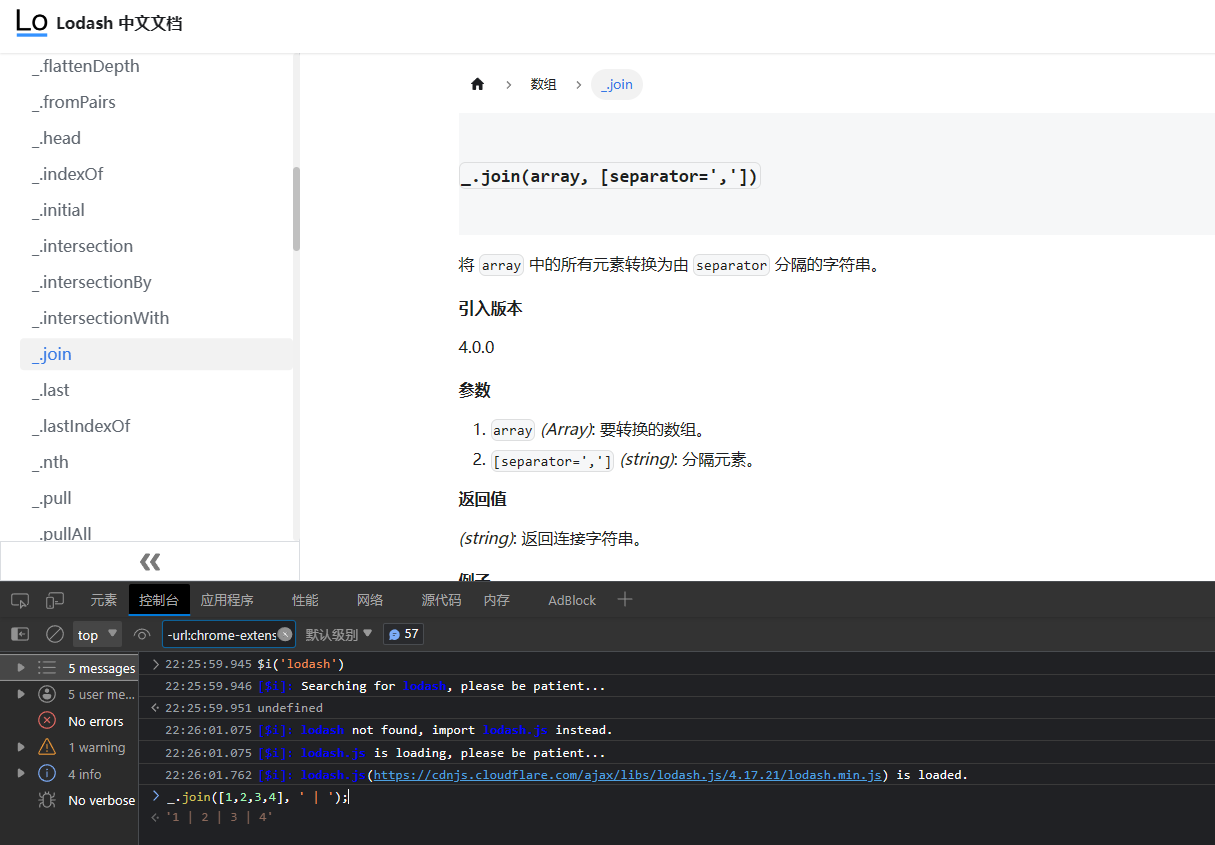 Lo Lodash 中文文档
_.flattenDepth
_.fromPairs
_.head
_.indexOf
_.initial
_.intersection
_.intersectionBy
_.intersectionWith
_.join
_.last
_.lastIndexOf
_.nth
_.pull
_.pullAll
数组 _.join
_.join(array, [separator=','])
将 array 中的所有元素转换为由 separator 分隔的字符串。
引入版本
4.0.0
参数
1. array (Array): 要转换的数组。
2. [separator=','] (string): 分隔元素。
返回值
(string): 返回连接字符串。
例子
元素 控制台 应用程序 性能 网络 源代码 内存 AdBlock
top -url:chrome-extens 默认级别 57
5 messages
5 user me...
No errors
1 warning
4 info
No verbose
22:25:59.945 $i('lodash')
22:25:59.946 [$i]: Searching for lodash, please be patient...
22:25:59.951 undefined
22:26:01.075 [$i]: lodash not found, import lodash.js instead.
22:26:01.075 [$i]: lodash.js is loading, please be patient...
22:26:01.762 [$i]: lodash.js(https://cdnjs.cloudflare.com/ajax/libs/lodash.js/4.17.21/lodash.min.js) is loaded.
_.join([1,2,3,4], ' | ');
'1 | 2 | 3 | 4'